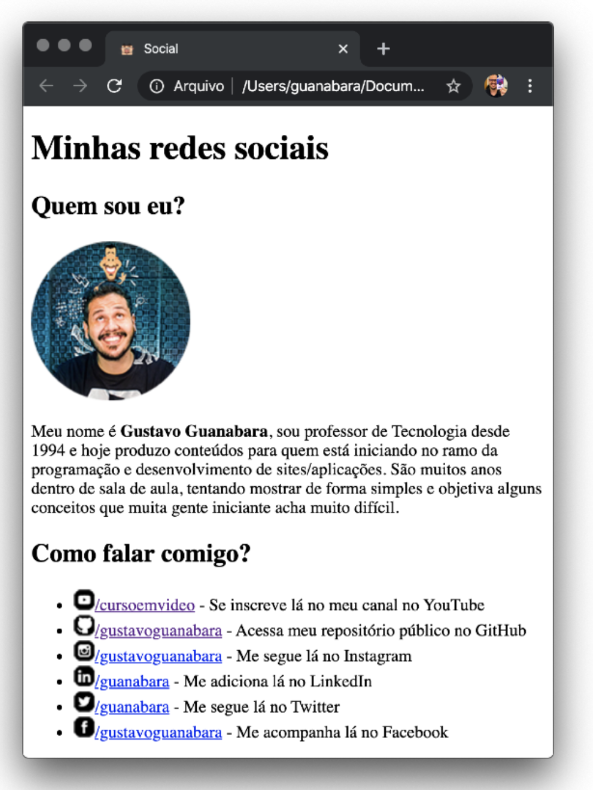 Social
Arquivo /Users/guanabara/Docum...
Minhas redes sociais
Quem sou eu?
Meu nome é Gustavo Guanabara, sou professor de Tecnologia desde
1994 e hoje produzo conteúdos para quem está iniciando no ramo da
programação e desenvolvimento de sites/aplicações. São muitos anos
dentro de sala de aula, tentando mostrar de forma simples e objetiva alguns
conceitos que muita gente iniciante acha muito difícil.
Como falar comigo?
/cursoemvideo - Se inscreve lá no meu canal no YouTube
/gustavoguanabara - Acessa meu repositório público no GitHub
/gustavoguanabara - Me segue lá no Instagram
/guanabara - Me adiciona lá no LinkedIn
/guanabara - Me segue lá no Twitter
/gustavoguanabara - Me acompanha lá no Facebook